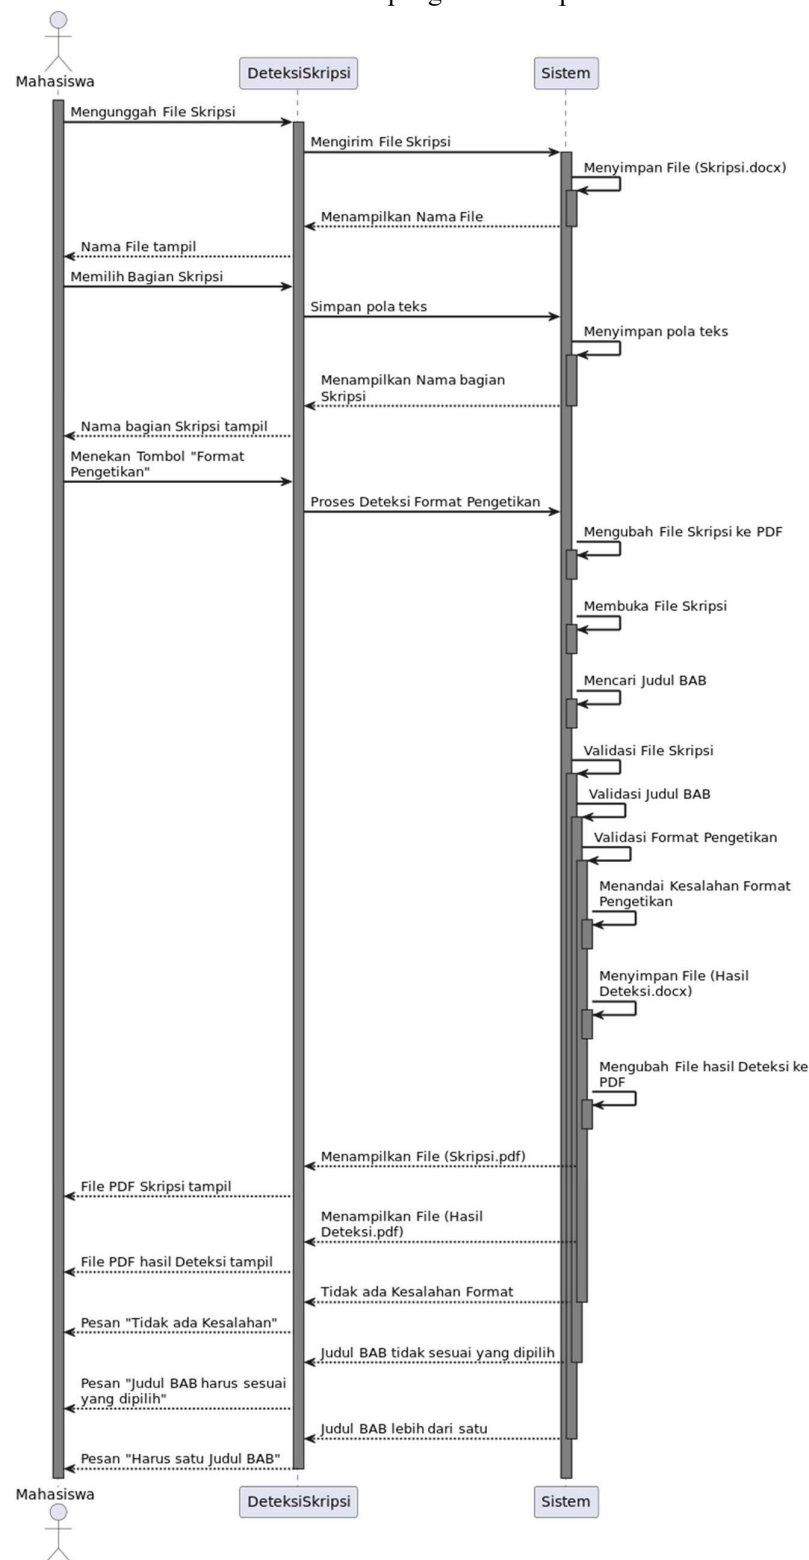 Mahasiswa
DeteksiSkripsi
Sistem
Mengunggah File Skripsi
Mengirim File Skripsi
Menyimpan File (Skripsi.docx)
Menampilkan Nama File
Nama File tampil
Memilih Bagian Skripsi
Simpan pola teks
Menyimpan pola teks
Menampilkan Nama bagian
Skripsi
Nama bagian Skripsi tampil
Menekan Tombol "Format
Pengetikan"
Proses Deteksi Format Pengetikan
Mengubah File Skripsi ke PDF
Membuka File Skripsi
Mencari Judul BAB
Validasi File Skripsi
Validasi Judul BAB
Validasi Format Pengetikan
Menandai Kesalahan Format
Pengetikan
Menyimpan File (Hasil
Deteksi.docx)
Mengubah File hasil Deteksi ke
PDF
Menampilkan File (Skripsi.pdf)
File PDF Skripsi tampil
Menampilkan File (Hasil
Deteksi.pdf)
File PDF hasil Deteksi tampil
Tidak ada Kesalahan Format
Pesan "Tidak ada Kesalahan"
Judul BAB tidak sesuai yang dipilih
Pesan "Judul BAB harus sesuai
yang dipilih"
Judul BAB lebih dari satu
Pesan "Harus satu Judul BAB"
Mahasiswa
DeteksiSkripsi
Sistem